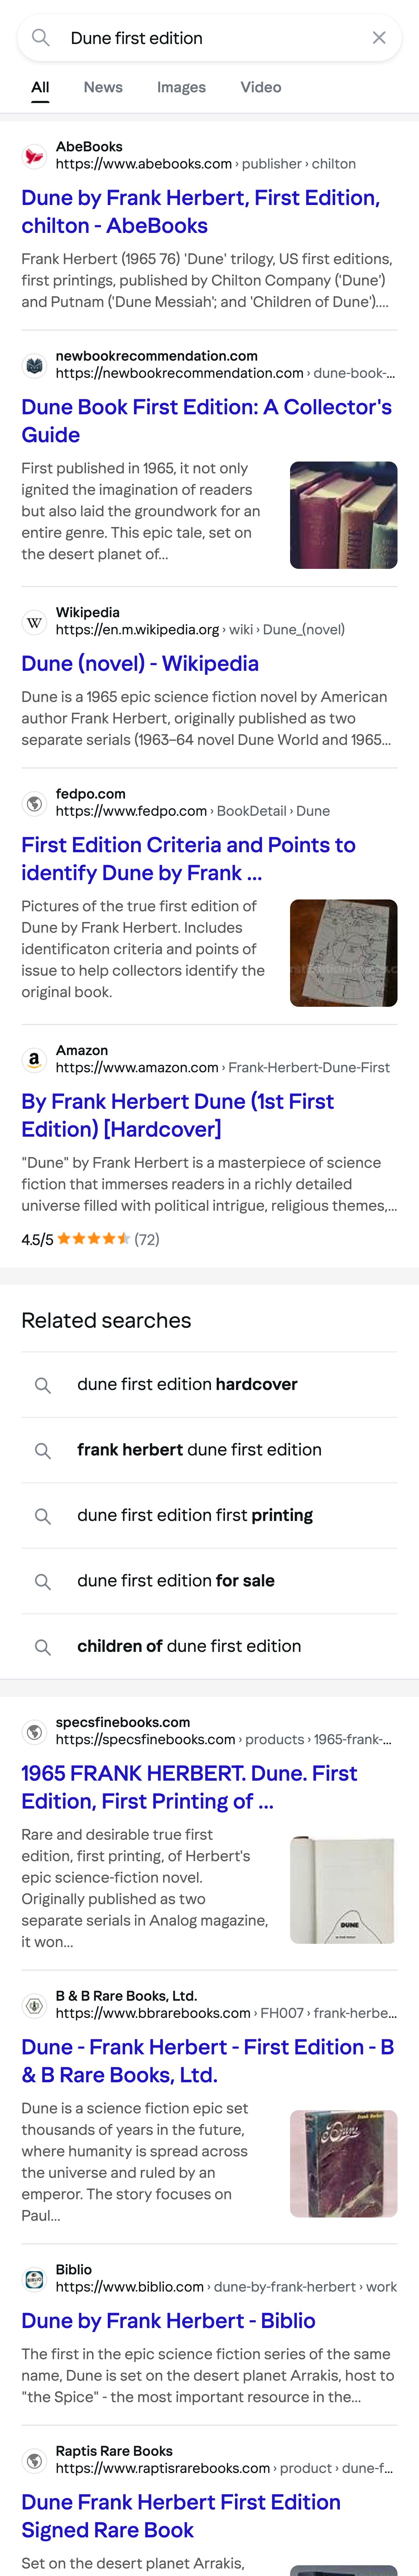 Dune first edition
All News Images Video
AbeBooks
https://www.abebooks.com › publisher › chilton
Dune by Frank Herbert, First Edition,
chilton - AbeBooks
Frank Herbert (1965 76) 'Dune' trilogy, US first editions,
first printings, published by Chilton Company ('Dune')
and Putnam ('Dune Messiah'; and 'Children of Dune')....
newbookrecommendation.com
https://newbookrecommendation.com › dune-book-...
Dune Book First Edition: A Collector's
Guide
First published in 1965, it not only
ignited the imagination of readers
but also laid the groundwork for an
entire genre. This epic tale, set on
the desert planet of...
Wikipedia
W
https://en.m.wikipedia.org › wiki › Dune_(novel)
Dune (novel) - Wikipedia
Dune is a 1965 epic science fiction novel by American
author Frank Herbert, originally published as two
separate serials (1963–64 novel Dune World and 1965...
fedpo.com
https://www.fedpo.com › BookDetail › Dune
First Edition Criteria and Points to
identify Dune by Frank ...
Pictures of the true first edition of
Dune by Frank Herbert. Includes
identificaton criteria and points of
issue to help collectors identify the
original book.
Amazon
a
https://www.amazon.com › Frank-Herbert-Dune-First
By Frank Herbert Dune (1st First
Edition) [Hardcover]
"Dune" by Frank Herbert is a masterpiece of science
fiction that immerses readers in a richly detailed
universe filled with political intrigue, religious themes,...
4.5/5 (72)
Related searches
dune first edition hardcover
frank herbert dune first edition
dune first edition first printing
dune first edition for sale
children of dune first edition
specsfinebooks.com
https://specsfinebooks.com › products › 1965-frank-...
1965 FRANK HERBERT. Dune. First
Edition, First Printing of ...
Rare and desirable true first
edition, first printing, of Herbert's
epic science-fiction novel.
Originally published as two
separate serials in Analog magazine,
it won...
DUNE
B & B Rare Books, Ltd.
https://www.bbrarebooks.com › FH007 › frank-herbe...
Dune - Frank Herbert - First Edition - B
& B Rare Books, Ltd.
Dune is a science fiction epic set
thousands of years in the future,
where humanity is spread across
the universe and ruled by an
emperor. The story focuses on
Paul...
Dune
Biblio
BIBLIO
https://www.biblio.com › dune-by-frank-herbert › work
Dune by Frank Herbert - Biblio
The first in the epic science fiction series of the same
name, Dune is set on the desert planet Arrakis, host to
"the Spice" - the most important resource in the...
Raptis Rare Books
https://www.raptisrarebooks.com › product › dune-f...
Dune Frank Herbert First Edition
Signed Rare Book
Set on the desert planet Arrakis,